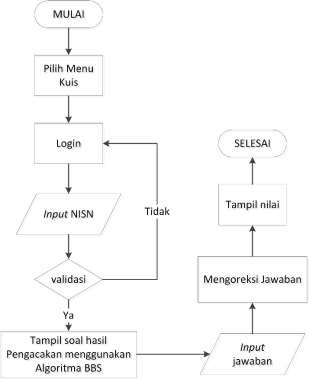 MULAI
Pilih Menu
Kuis
Login
Input NISN
validasi
Tidak
Ya
Tampil soal hasil
Pengacakan menggunakan
Algoritma BBS
Input
jawaban
Mengoreksi Jawaban
Tampil nilai
SELESAI